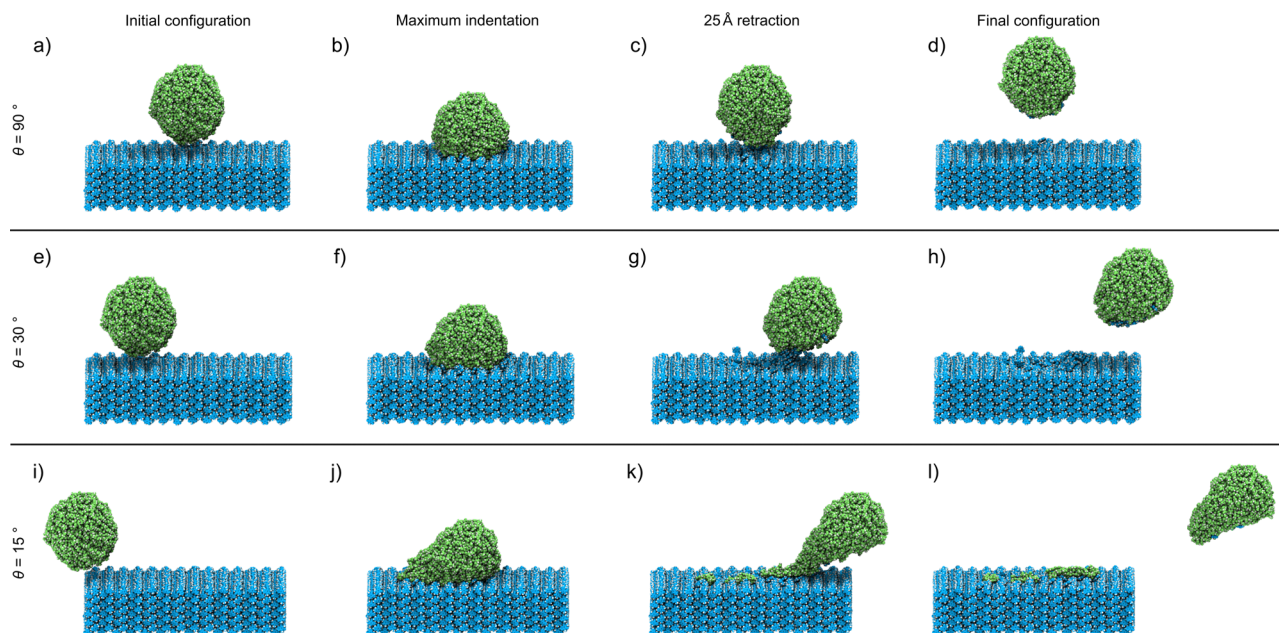 Initial configuration
Maximum indentation
25 Å retraction
Final configuration
a)
b)
c)
d)
θ = 90 °
e)
f)
g)
h)
θ = 30 °
i)
j)
k)
l)
θ = 15 °